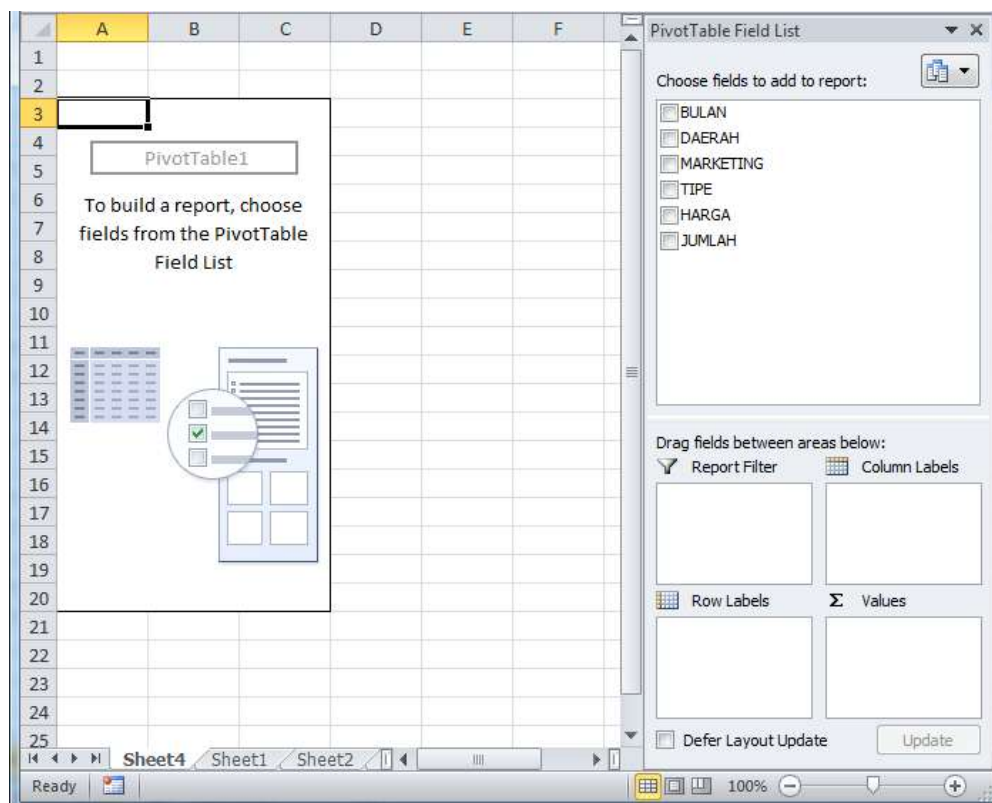 A B C D E F
1
2
3
4
5
6
7
8
9
10
11
12
13
14
15
16
17
18
19
20
21
22
23
24
25
PivotTable1
To build a report, choose
fields from the PivotTable
Field List
Sheet4 Sheet1 Sheet2
Ready
100%
PivotTable Field List
Choose fields to add to report:
BULAN
DAERAH
MARKETING
TIPE
HARGA
JUMLAH
Drag fields between areas below:
Report Filter Column Labels
Row Labels Σ Values
Defer Layout Update Update